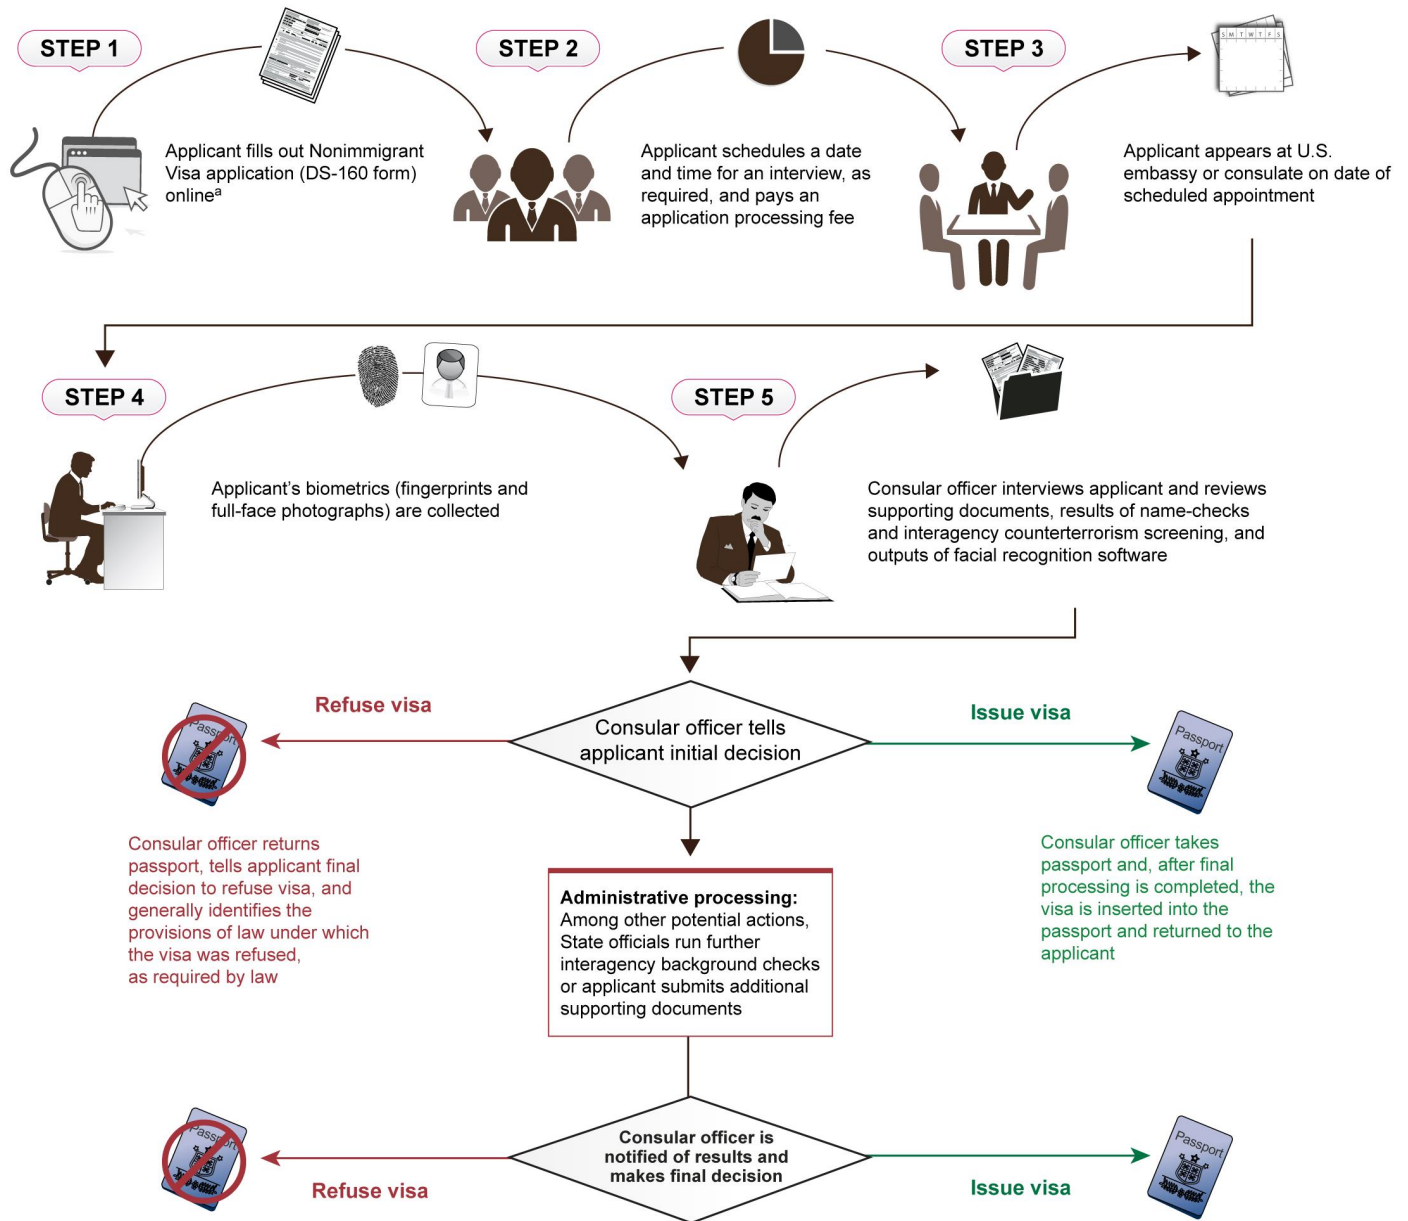 STEP 1
Applicant fills out Nonimmigrant
Visa application (DS-160 form)
onlineᵃ
STEP 2
Applicant schedules a date
and time for an interview, as
required, and pays an
application processing fee
STEP 3
S M T W T F S
Applicant appears at U.S.
embassy or consulate on date of
scheduled appointment
STEP 4
Applicant’s biometrics (fingerprints and
full-face photographs) are collected
STEP 5
Consular officer interviews applicant and reviews
supporting documents, results of name-checks
and interagency counterterrorism screening, and
outputs of facial recognition software
Consular officer tells
applicant initial decision
Refuse visa
Passport
Consular officer returns
passport, tells applicant final
decision to refuse visa, and
generally identifies the
provisions of law under which
the visa was refused,
as required by law
Issue visa
Passport
Consular officer takes
passport and, after final
processing is completed, the
visa is inserted into the
passport and returned to the
applicant
Administrative processing:
Among other potential actions,
State officials run further
interagency background checks
or applicant submits additional
supporting documents
Consular officer is
notified of results and
makes final decision
Refuse visa
Passport
Issue visa
Passport